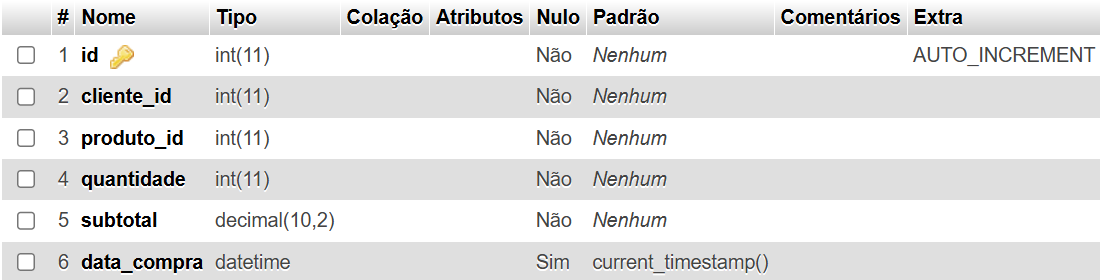 # Nome Tipo Colação Atributos Nulo Padrão Comentários Extra
1 id int(11) Não Nenhum AUTO_INCREMENT
2 cliente_id int(11) Não Nenhum
3 produto_id int(11) Não Nenhum
4 quantidade int(11) Não Nenhum
5 subtotal decimal(10,2) Não Nenhum
6 data_compra datetime Sim current_timestamp()